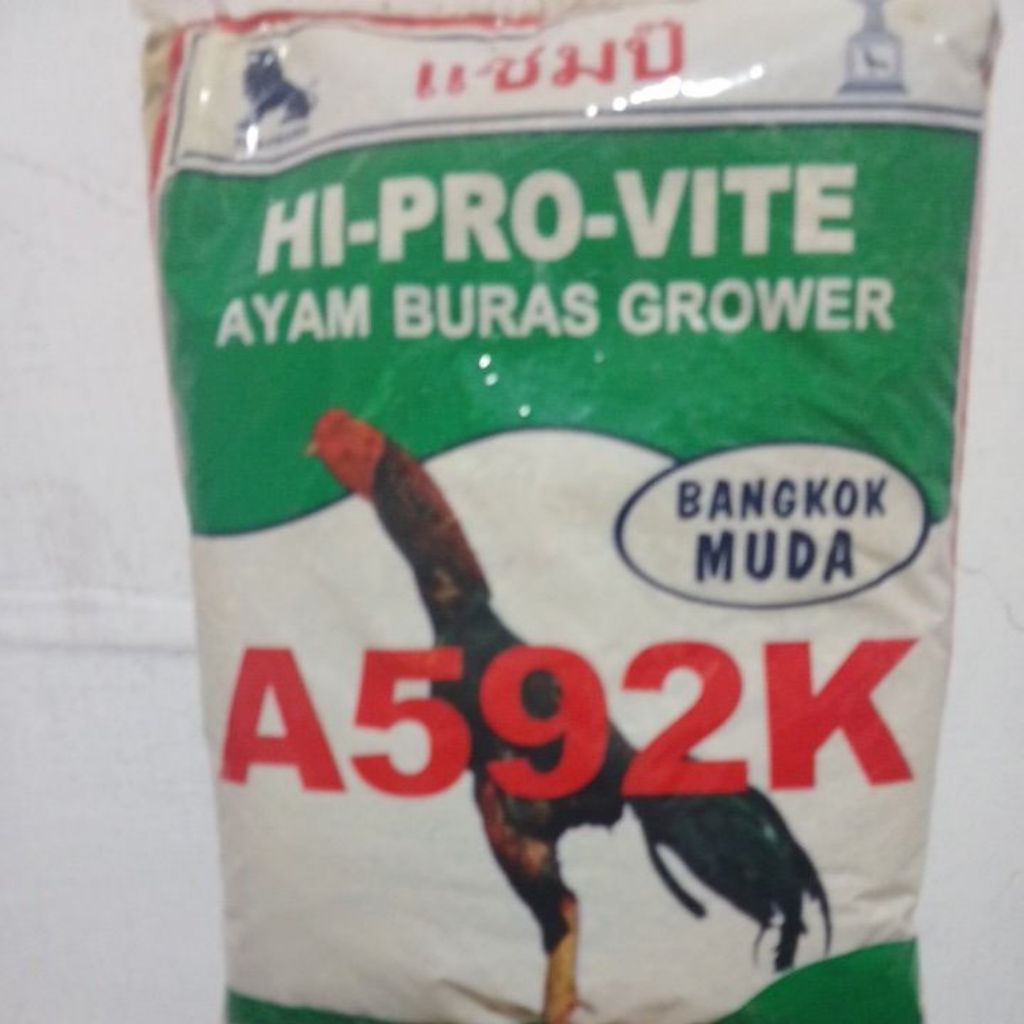 แชมป์
HI-PRO-VITE
AYAM BURAS GROWER
BANGKOK
MUDA
A592K